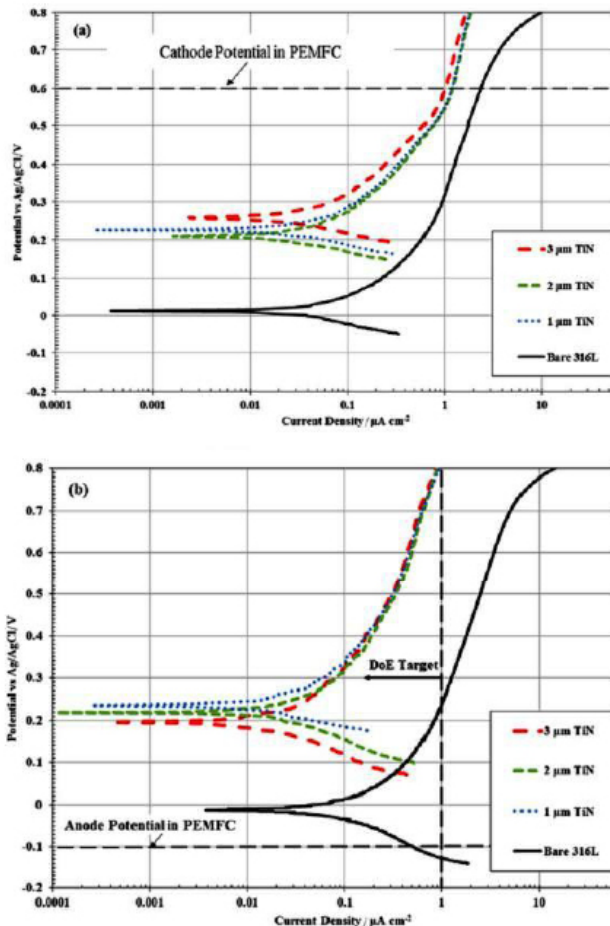 (a)
Cathode Potential in PEMFC
0.8
0.7
0.6
0.5
0.4
0.3
0.2
0.1
0
-0.1
-0.2
Potential vs Ag/AgCl/V
0.0001
0.001
0.01
0.1
1
10
Current Density / µA cm-2
3 µm TiN
2 µm TiN
1 µm TiN
Bare 316L
(b)
0.8
0.7
0.6
0.5
0.4
0.3
0.2
0.1
0
-0.1
-0.2
Potential vs Ag/AgCl/V
DoE Target
Anode Potential in PEMFC
0.0001
0.001
0.01
0.1
1
10
Current Density / µA cm-2
3 µm TiN
2 µm TiN
1 µm TiN
Bare 316L